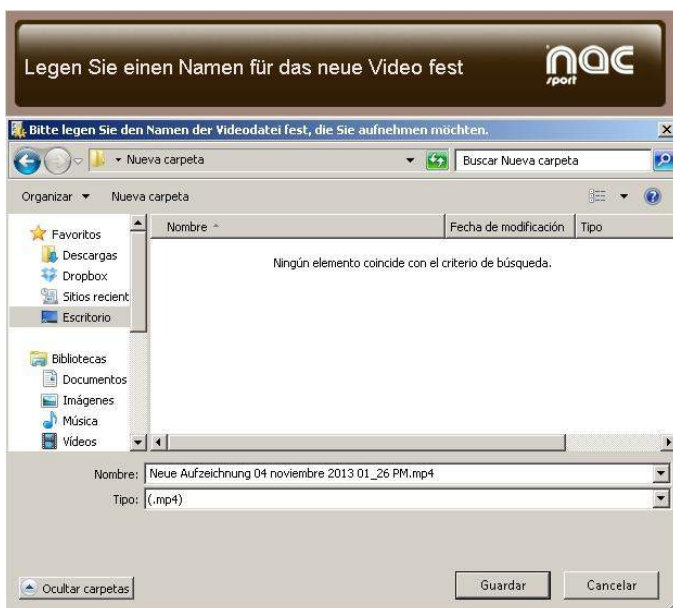 Legen Sie einen Namen für das neue Video fest
nac
sport
Bitte legen Sie den Namen der Videodatei fest, die Sie aufnehmen möchten.
Nueva carpeta
Buscar Nueva carpeta
Organizar
Nueva carpeta
Favoritos
Descargas
Dropbox
Sitios recient
Escritorio
Bibliotecas
Documentos
Imágenes
Música
Vídeos
Nombre
Fecha de modificación
Tipo
Ningún elemento coincide con el criterio de búsqueda.
Nombre: Neue Aufzeichnung 04 noviembre 2013 01_26 PM.mp4
Tipo: (.mp4)
Ocultar carpetas
Guardar
Cancelar